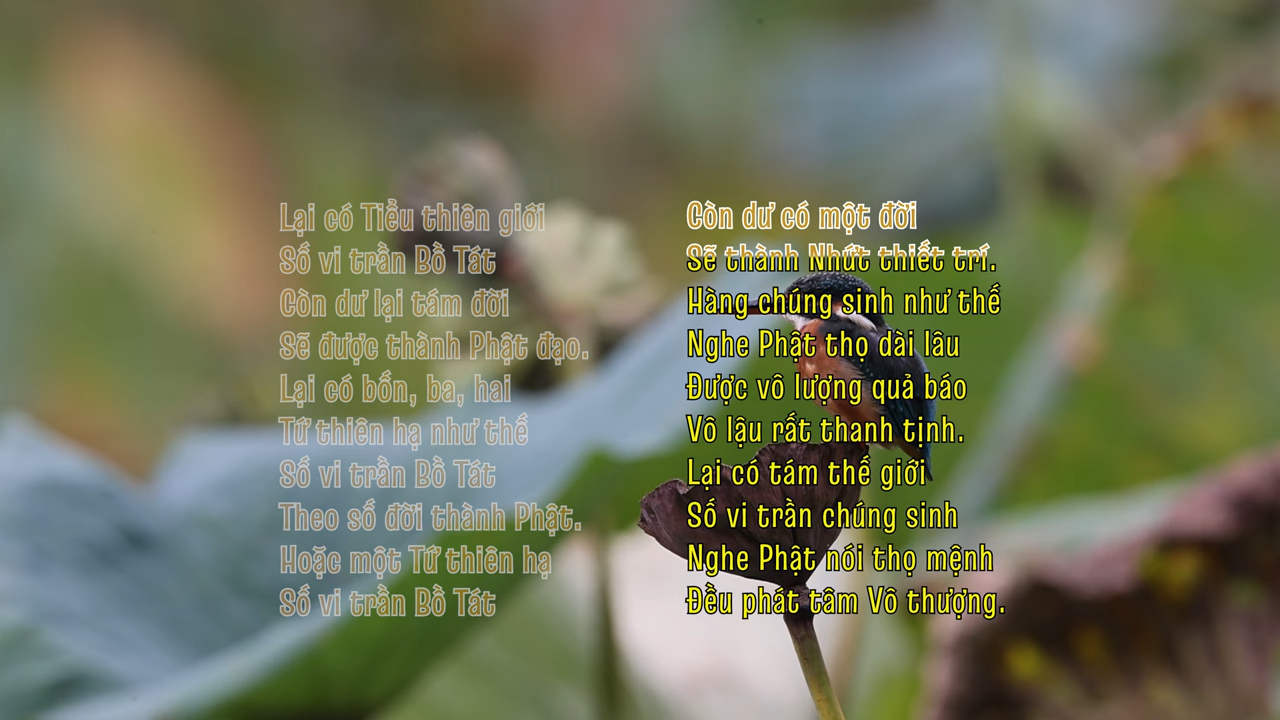 Lại có Tiểu thiên giới
Số vi trần Bồ Tát
Còn dư lại tám đời
Sẽ được thành Phật đạo.
Lại có bốn, ba, hai
Tứ thiên hạ như thế
Số vi trần Bồ Tát
Theo số đời thành Phật.
Hoặc một Tứ thiên hạ
Số vi trần Bồ Tát
Còn dư có một đời
Sẽ thành Nhứt thiết trí.
Hàng chúng sinh như thế
Nghe Phật thọ dài lâu
Được vô lượng quả báo
Vô lậu rất thanh tịnh.
Lại có tám thế giới
Số vi trần chúng sinh
Nghe Phật nói thọ mệnh
Đều phát tâm Vô thượng.